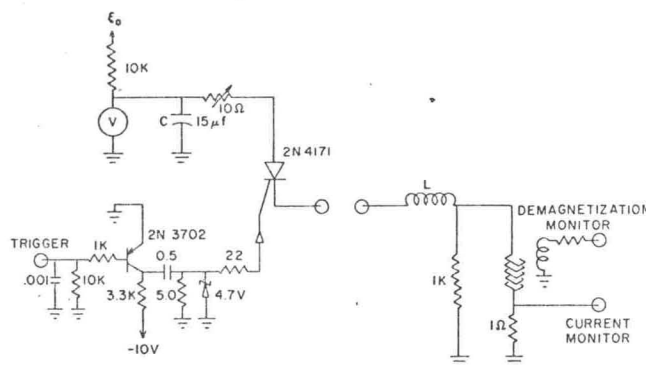 ξo
10K
V
C
15μf
10Ω
2N 4171
L
DEMAGNETIZATION
MONITOR
TRIGGER
1K
2N 3702
0.5
22
.001
10K
3.3K
5.0
4.7V
-10V
1K
1Ω
CURRENT
MONITOR